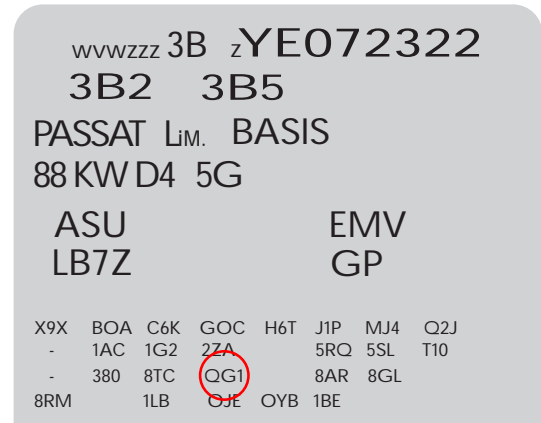 WVWZZZ 3B ZYE072322
3B2 3B5
PASSAT LiM. BASIS
88 KW D4 5G
ASU EMV
LB7Z GP
X9X BOA C6K GOC H6T J1P MJ4 Q2J
- 1AC 1G2 2ZA 5RQ 5SL T10
- 380 8TC QG1 8AR 8GL
8RM 1LB OJE OYB 1BE